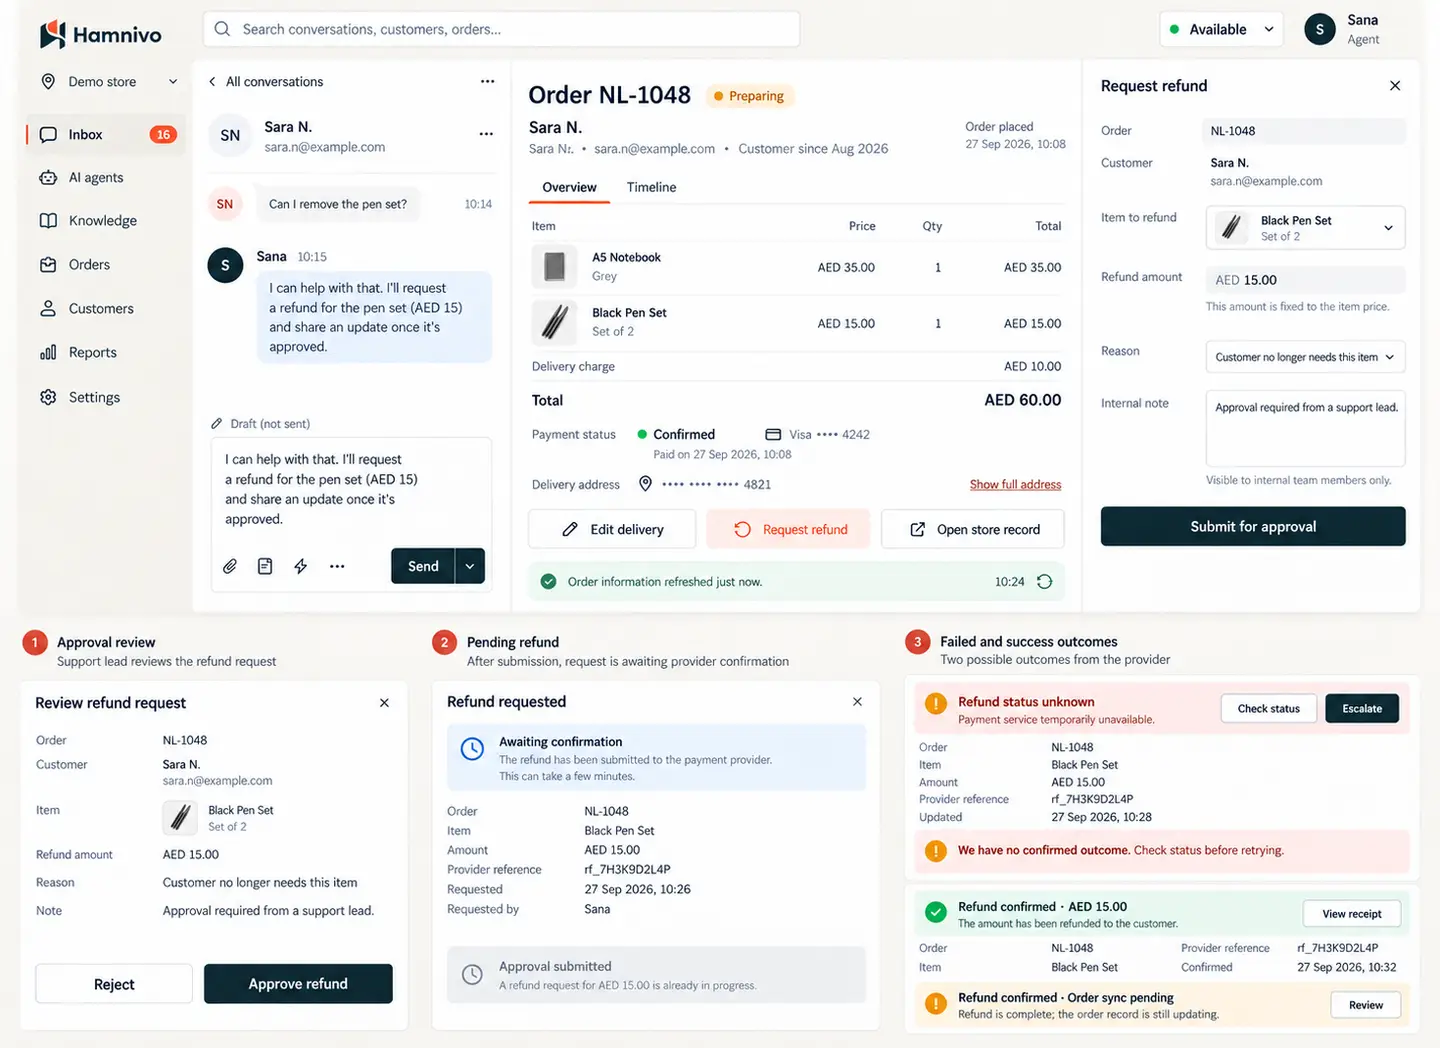 Hamnivo
Search conversations, customers, orders...
Available
S
Sana
Agent
Demo store
Inbox
16
AI agents
Knowledge
Orders
Customers
Reports
Settings
All conversations
SN
Sara N.
sara.n@example.com
SN
Can I remove the pen set?
10:14
S
Sana 10:15
I can help with that. I'll request
a refund for the pen set (AED 15)
and share an update once it's
approved.
Draft (not sent)
I can help with that. I'll request
a refund for the pen set (AED 15)
and share an update once it's
approved.
Send
Order NL-1048
Preparing
Sara N.
• sara.n@example.com • Customer since Aug 2026
Order placed
27 Sep 2026, 10:08
Overview
Timeline
Item Price Qty Total
A5 Notebook
Grey
AED 35.00 1 AED 35.00
Black Pen Set
Set of 2
AED 15.00 1 AED 15.00
Delivery charge AED 10.00
Total AED 60.00
Payment status Confirmed Visa •••• 4242
Paid on 27 Sep 2026, 10:08
Delivery address •••• •••• •••• 4821 Show full address
Edit delivery
Request refund
Open store record
Order information refreshed just now. 10:24
Request refund
Order NL-1048
Customer Sara N.
sara.n@example.com
Item to refund
Black Pen Set
Set of 2
Refund amount AED 15.00
This amount is fixed to the item price.
Reason Customer no longer needs this item
Internal note Approval required from a support lead.
Visible to internal team members only.
Submit for approval
1 Approval review
Support lead reviews the refund request
Review refund request
Order NL-1048
Customer Sara N.
sara.n@example.com
Item Black Pen Set
Set of 2
Refund amount AED 15.00
Reason Customer no longer needs this item
Note Approval required from a support lead.
Reject
Approve refund
2 Pending refund
After submission, request is awaiting provider confirmation
Refund requested
Awaiting confirmation
The refund has been submitted to the payment provider.
This can take a few minutes.
Order NL-1048
Item Black Pen Set
Amount AED 15.00
Provider reference rf_7H3K9D2L4P
Requested 27 Sep 2026, 10:26
Requested by Sana
Approval submitted
A refund request for AED 15.00 is already in progress.
3 Failed and success outcomes
Two possible outcomes from the provider
Refund status unknown
Payment service temporarily unavailable.
Check status
Escalate
Order NL-1048
Item Black Pen Set
Amount AED 15.00
Provider reference rf_7H3K9D2L4P
Updated 27 Sep 2026, 10:28
We have no confirmed outcome. Check status before retrying.
Refund confirmed · AED 15.00
The amount has been refunded to the customer.
View receipt
Order NL-1048 Provider reference rf_7H3K9D2L4P
Item Black Pen Set Confirmed 27 Sep 2026, 10:32
Refund confirmed · Order sync pending
Refund is complete; the order record is still updating.
Review